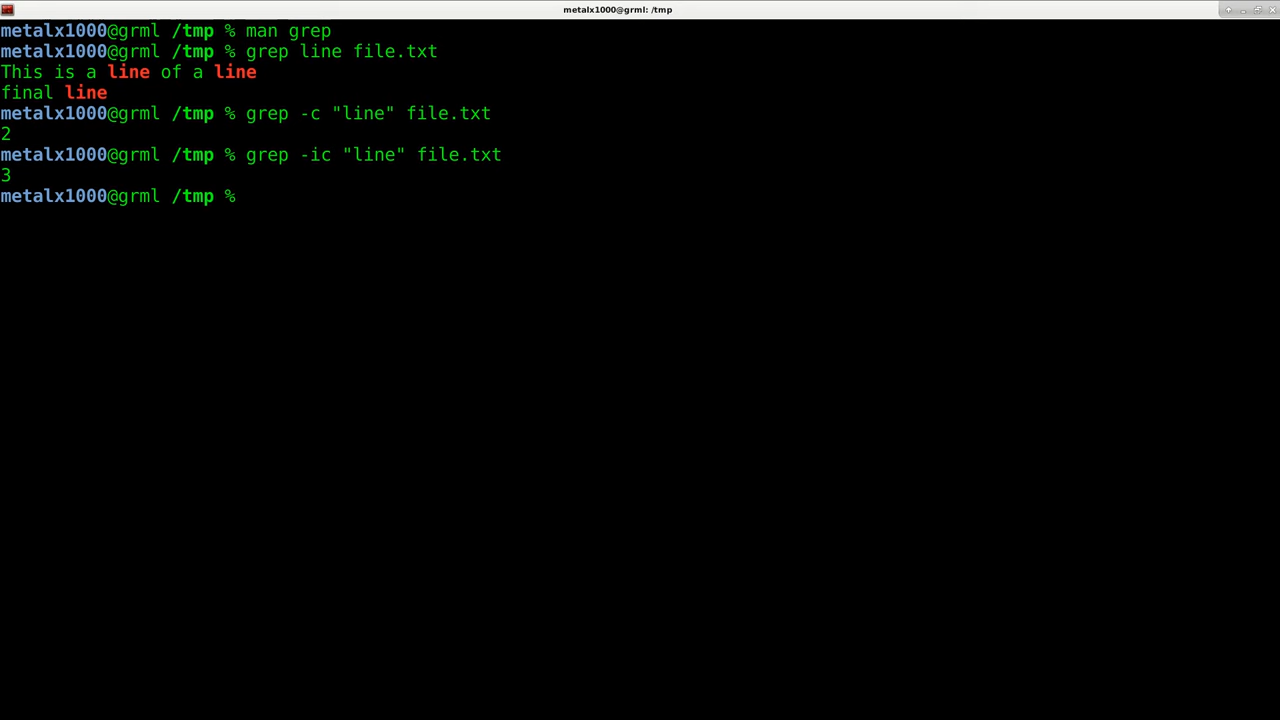 metalx1000@grml: /tmp
metalx1000@grml /tmp % man grep
metalx1000@grml /tmp % grep line file.txt
This is a line of a line
final line
metalx1000@grml /tmp % grep -c "line" file.txt
2
metalx1000@grml /tmp % grep -ic "line" file.txt
3
metalx1000@grml /tmp %